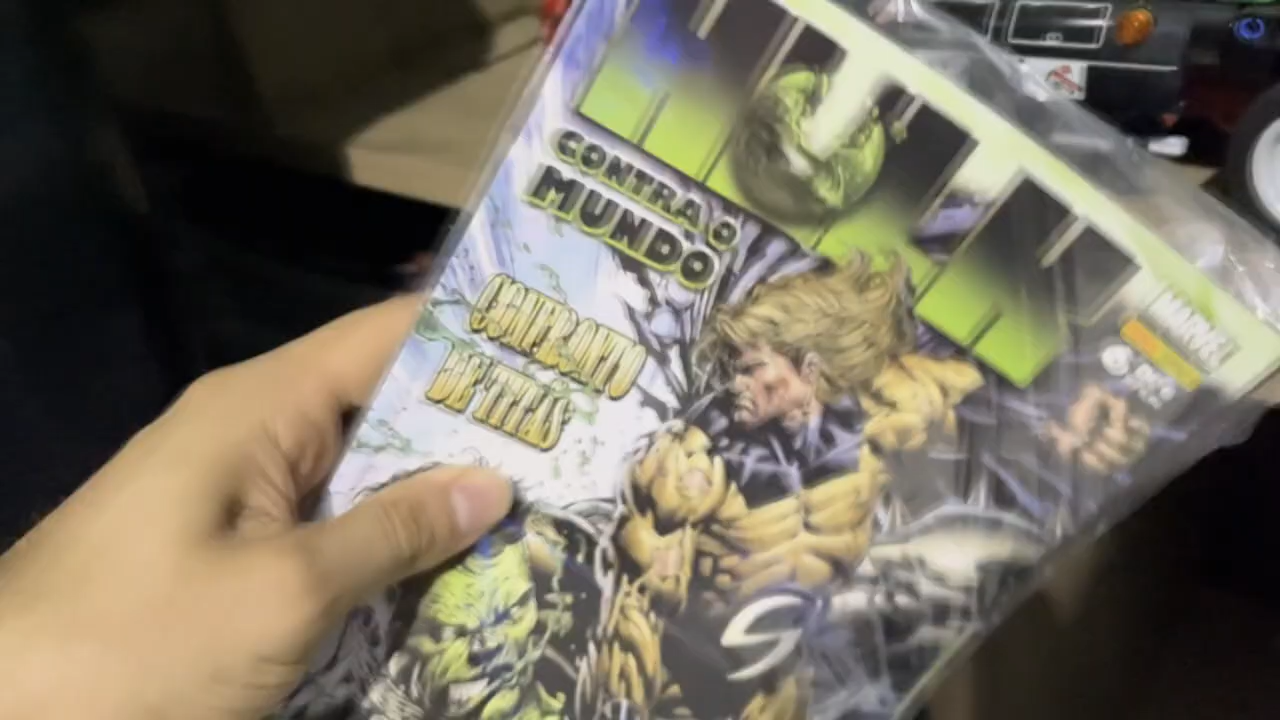 CONTRA O
MUNDO
CONFRONTO
DE TITÃS
MARVEL